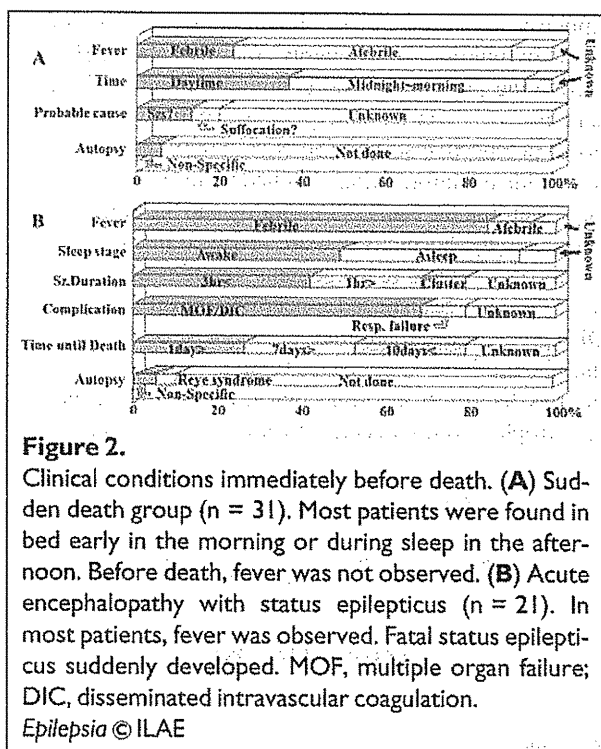 A
Fever Febrile Afebrile Unknown
Time Daytime Midnight~morning Unknown
Probable cause Szs? Unknown
Suffocation?
Autopsy Not done
Non-Specific
0 20 40 60 80 100%
B
Fever Febrile Afebrile Unknown
Sleep stage Awake Asleep
Sz.Duration 3hr> 1hr> Cluster Unknown
Complication MOF/DIC Unknown
Resp. failure
Time until Death 1day> 7days> 10days< Unknown
Autopsy Reye syndrome Not done
Non-Specific
0 20 40 60 80 100%
Figure 2.
Clinical conditions immediately before death. (A) Sud-
den death group (n = 31). Most patients were found in
bed early in the morning or during sleep in the after-
noon. Before death, fever was not observed. (B) Acute
encephalopathy with status epilepticus (n = 21). In
most patients, fever was observed. Fatal status epilepti-
cus suddenly developed. MOF, multiple organ failure;
DIC, disseminated intravascular coagulation.
Epilepsia © ILAE